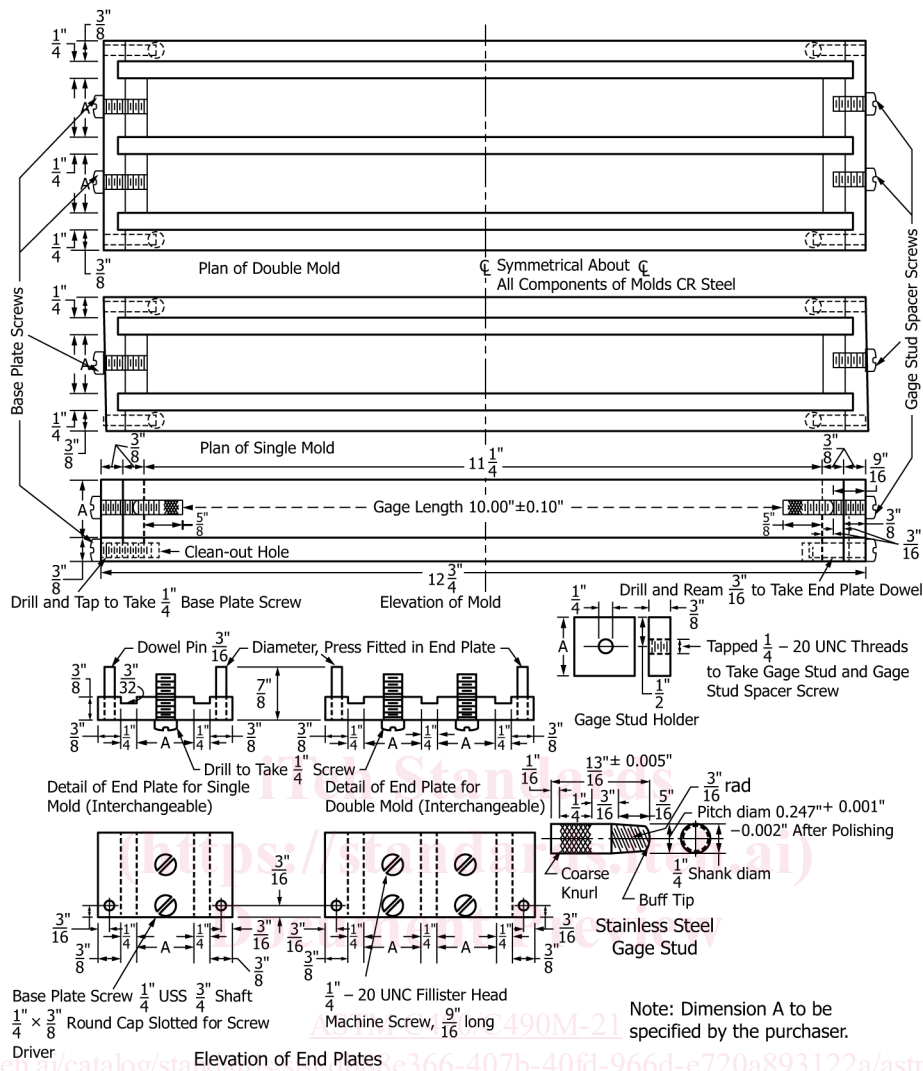 3"
8
1"
4
A
1"
4
A
1"
4
3"
8
Base Plate Screws
Gage Stud Spacer Screws
Plan of Double Mold
℄ Symmetrical About ℄
All Components of Molds CR Steel
1"
4
A
1"
4
3"
8
Plan of Single Mold
3"
8
3"
8
11 1"
4
3"
8
9"
16
A
Gage Length 10.00"±0.10"
5"
8
5"
8
3"
8
3"
16
Clean-out Hole
3"
8
12 3"
4
Drill and Tap to Take 1"
4 Base Plate Screw
Elevation of Mold
Drill and Ream 3"
16 to Take End Plate Dowel
1"
4
3"
8
A
1"
2
Tapped 1
4 – 20 UNC Threads
to Take Gage Stud and Gage
Stud Spacer Screw
Gage Stud Holder
Dowel Pin 3"
16 Diameter, Press Fitted in End Plate
3"
8
3"
32
7"
8
3"
8
1"
4
A
1"
4
3"
8
3"
8
1"
4
A
1"
4
A
1"
4
3"
8
Drill to Take 1"
4 Screw
Detail of End Plate for Single
Mold (Interchangeable)
Detail of End Plate for
Double Mold (Interchangeable)
1"
16
13"± 0.005"
16
1"
4
3"
16
5"
16
3"
16 rad
Pitch diam 0.247"+ 0.001"
–0.002" After Polishing
1"
4 Shank diam
Coarse
Knurl
Buff Tip
Stainless Steel
Gage Stud
3"
16
3"
16
3"
8
1"
4
A
1"
4
3"
16
3"
8
3"
16
3"
8
1"
4
A
1"
4
A
1"
4
3"
16
3"
8
Base Plate Screw 1"
4 USS 3"
4 Shaft
1"
4 × 3"
8 Round Cap Slotted for Screw
Driver
1"
4 – 20 UNC Fillister Head
Machine Screw, 9"
16 long
Note: Dimension A to be
specified by the purchaser.
Elevation of End Plates
iTeh Standards
(https://standards.iteh.ai)
Document Preview
ASTM C490/C490M-21